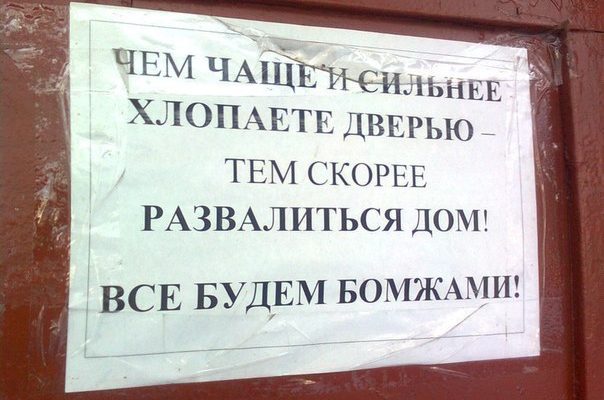 ЧЕМ ЧАЩЕ И СИЛЬНЕЕ
ХЛОПАЕТЕ ДВЕРЬЮ –
ТЕМ СКОРЕЕ
РАЗВАЛИТЬСЯ ДОМ!
ВСЕ БУДЕМ БОМЖАМИ!